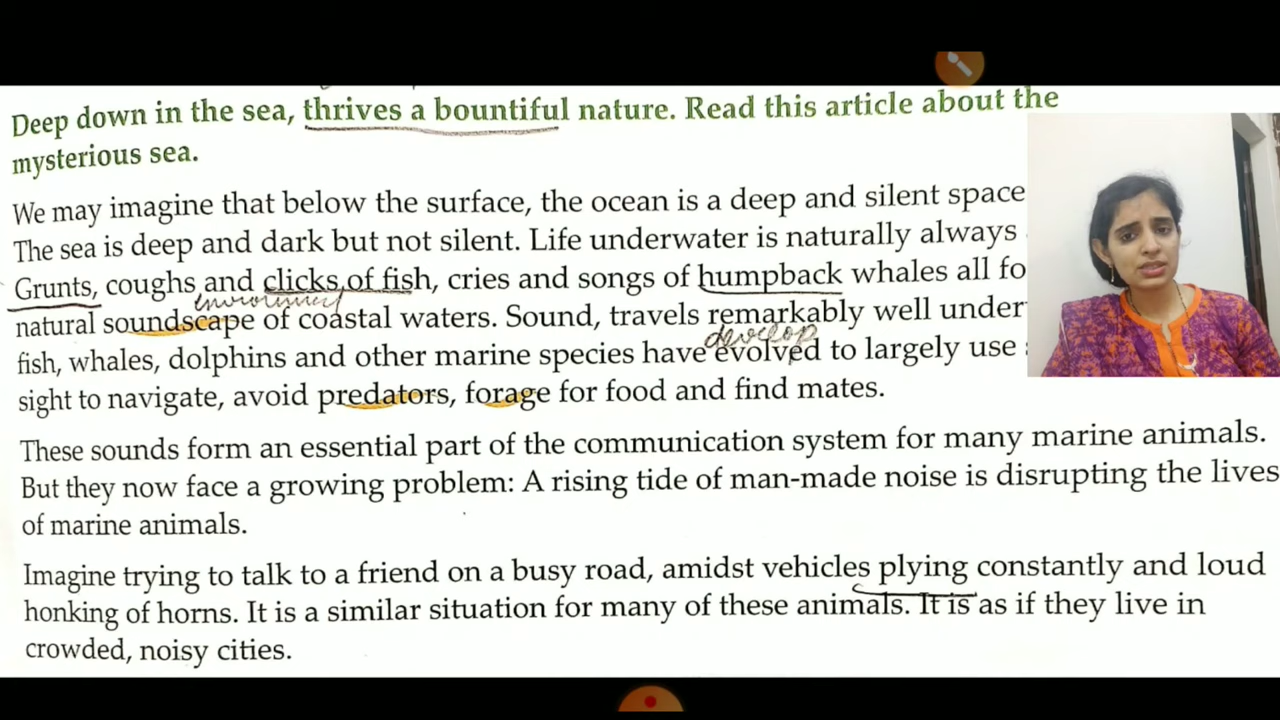 Deep down in the sea, thrives a bountiful nature. Read this article about the
mysterious sea.
We may imagine that below the surface, the ocean is a deep and silent space
The sea is deep and dark but not silent. Life underwater is naturally always
Grunts, coughs and clicks of fish, cries and songs of humpback whales all fo
environment
natural soundscape of coastal waters. Sound, travels remarkably well under
develop
fish, whales, dolphins and other marine species have evolved to largely use
sight to navigate, avoid predators, forage for food and find mates.
These sounds form an essential part of the communication system for many marine animals.
But they now face a growing problem: A rising tide of man-made noise is disrupting the lives
of marine animals.
Imagine trying to talk to a friend on a busy road, amidst vehicles plying constantly and loud
honking of horns. It is a similar situation for many of these animals. It is as if they live in
crowded, noisy cities.